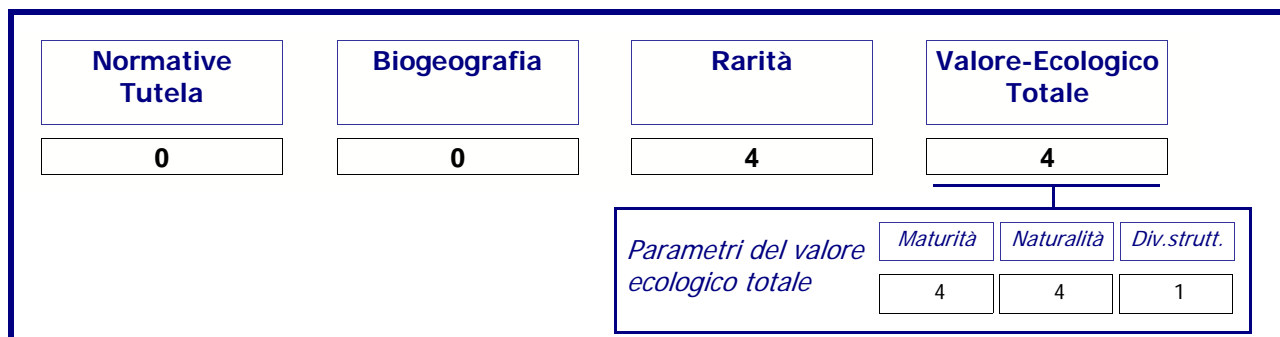 Normative Tutela
Biogeografia
Rarità
Valore-Ecologico Totale
0
0
4
4
Parametri del valore ecologico totale
Maturità
Naturalità
Div.strutt.
4
4
1